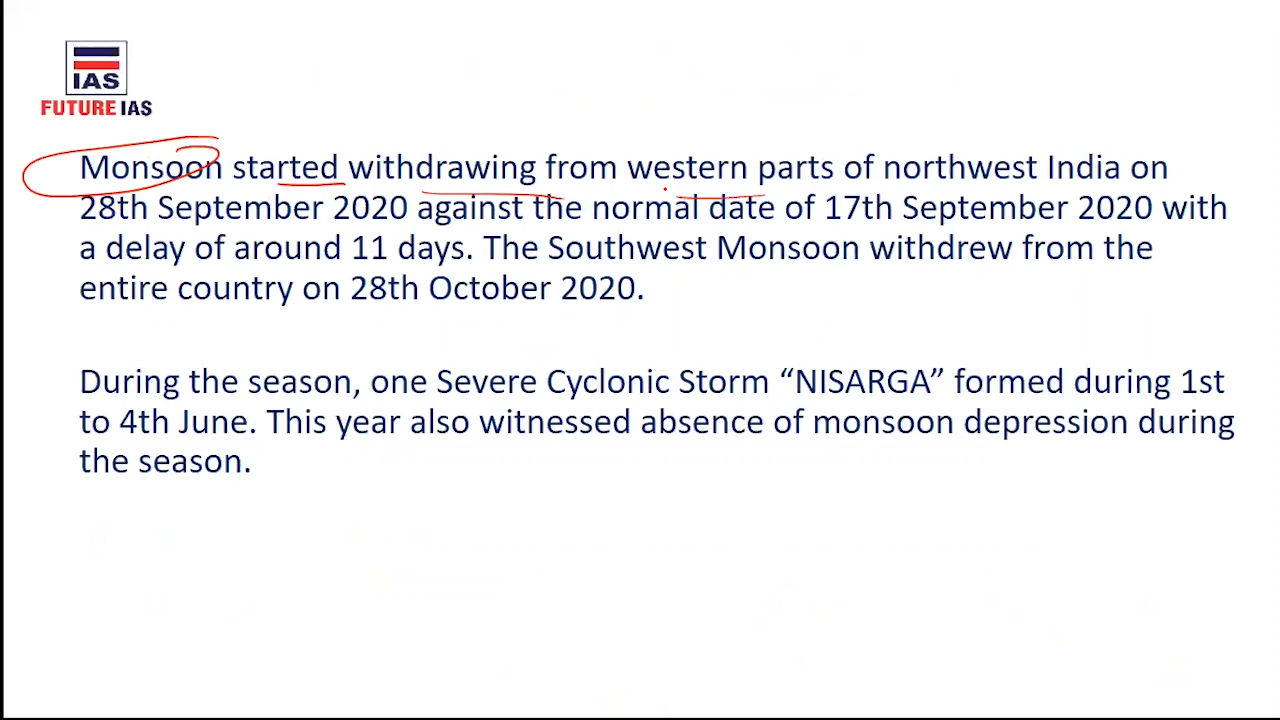 IAS
FUTURE IAS
Monsoon started withdrawing from western parts of northwest India on
28th September 2020 against the normal date of 17th September 2020 with
a delay of around 11 days. The Southwest Monsoon withdrew from the
entire country on 28th October 2020.
During the season, one Severe Cyclonic Storm “NISARGA” formed during 1st
to 4th June. This year also witnessed absence of monsoon depression during
the season.